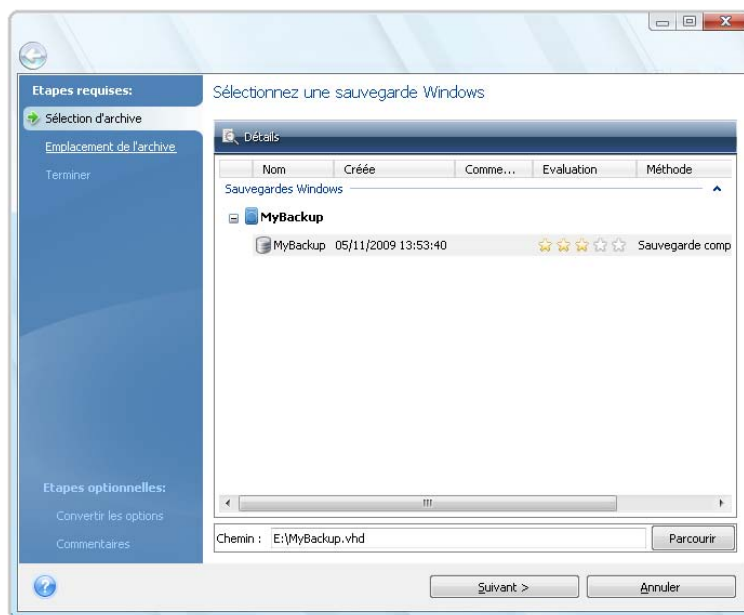 Etapes requises:
Sélection d'archive
Emplacement de l'archive
Terminer
Etapes optionnelles:
Convertir les options
Commentaires
Sélectionnez une sauvegarde Windows
Détails
Nom Créée Comme... Evaluation Méthode
Sauvegardes Windows
MyBackup
MyBackup 05/11/2009 13:53:40 Sauvegarde comp
Chemin : E:\MyBackup.vhd Parcourir
Suivant > Annuler